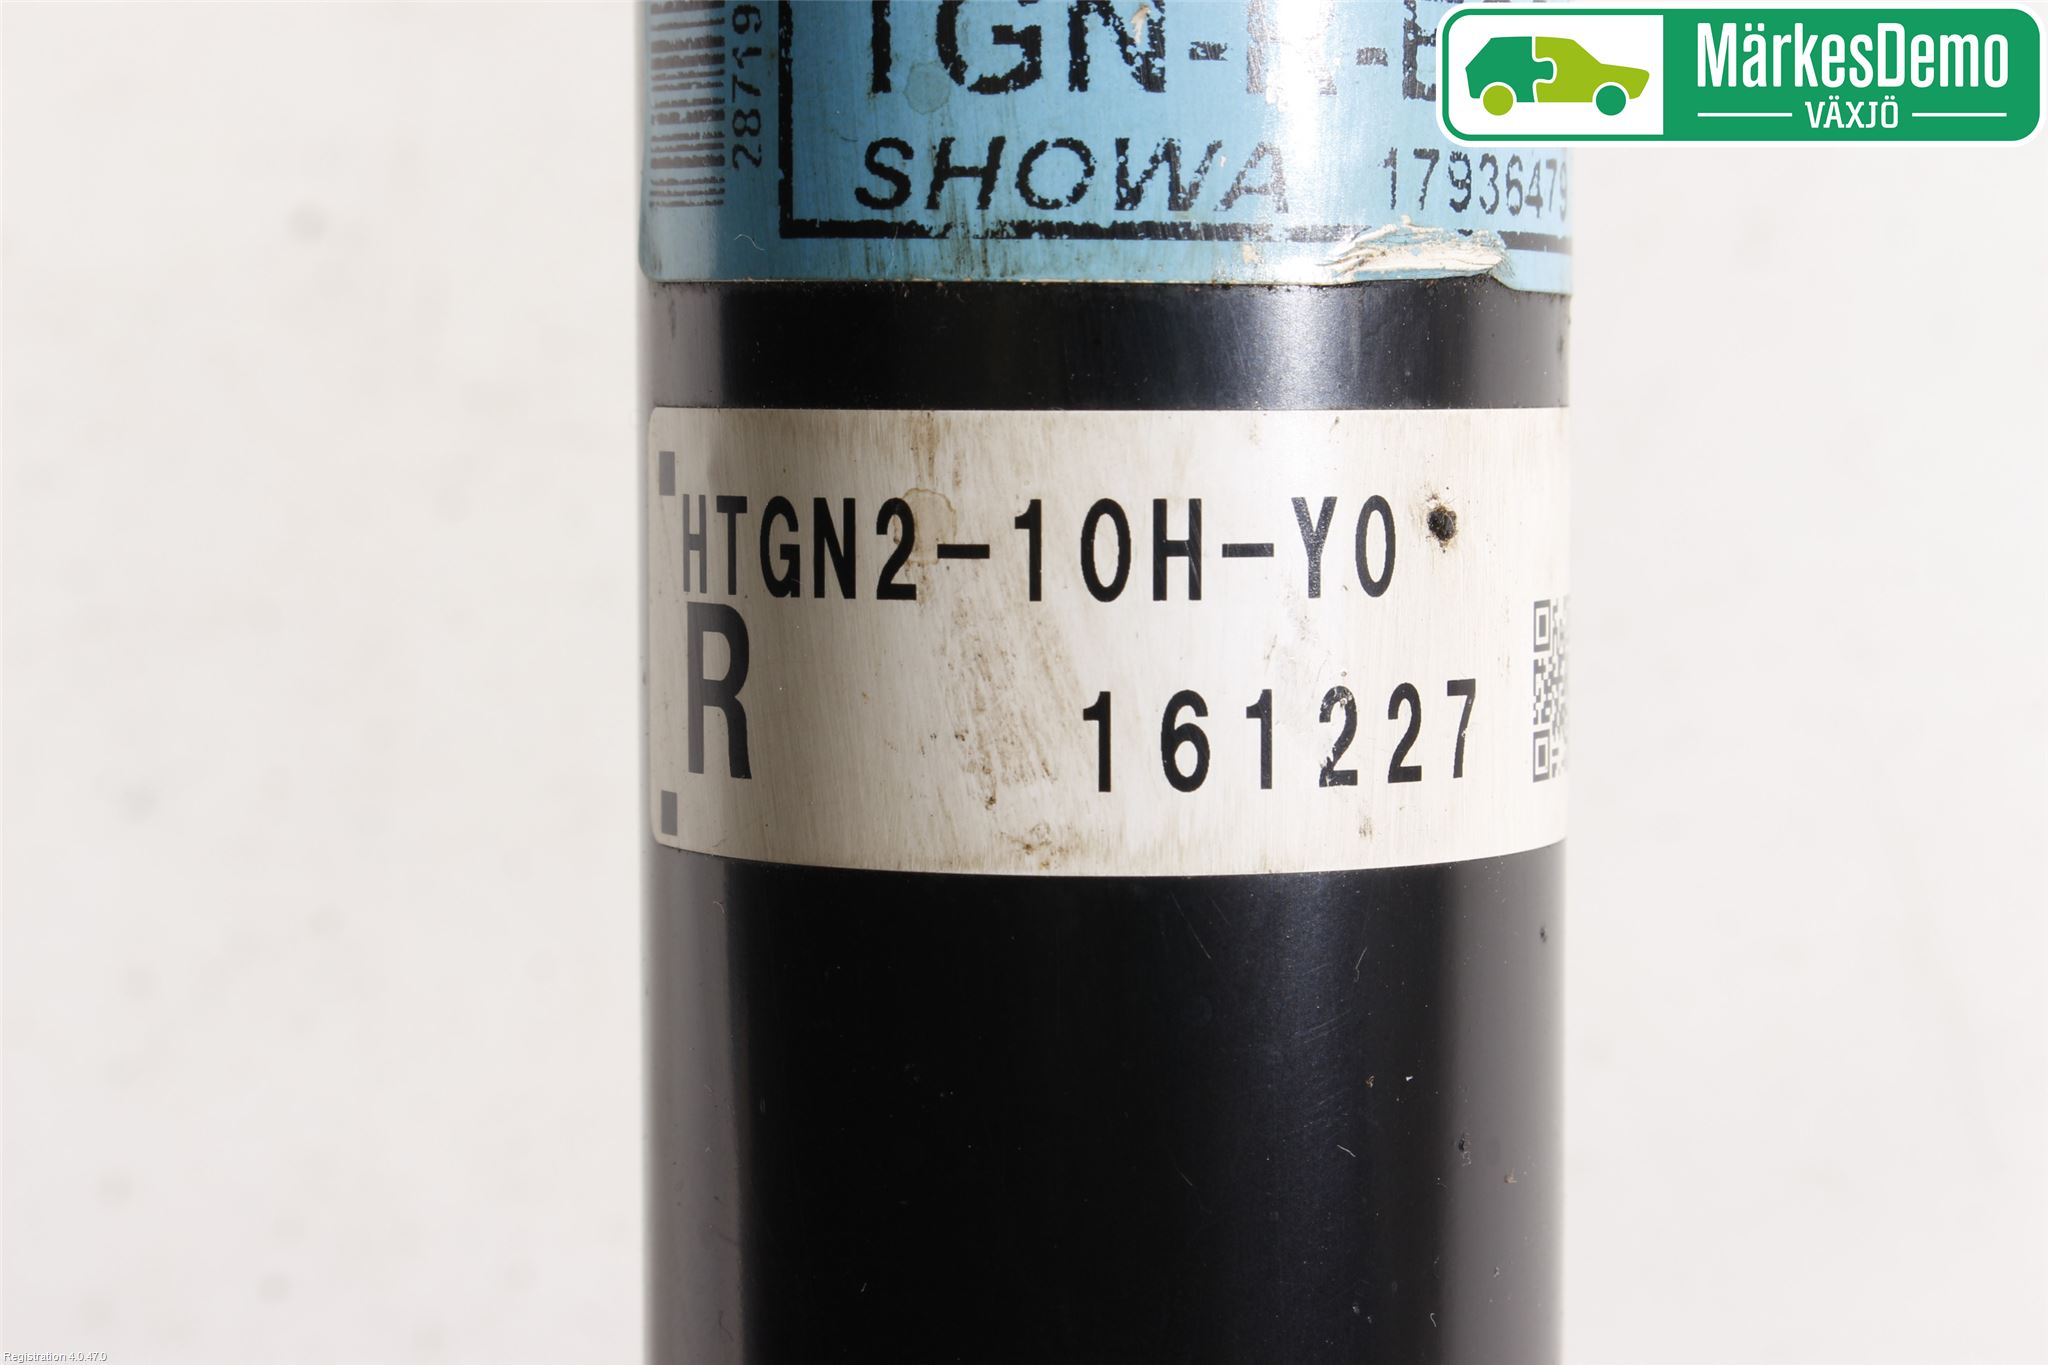 MärkesDemo
VÄXJÖ
28719
SHOWA 17936479
HTGN2-10H-Y0
R
161227
Registration 4.0.47.0